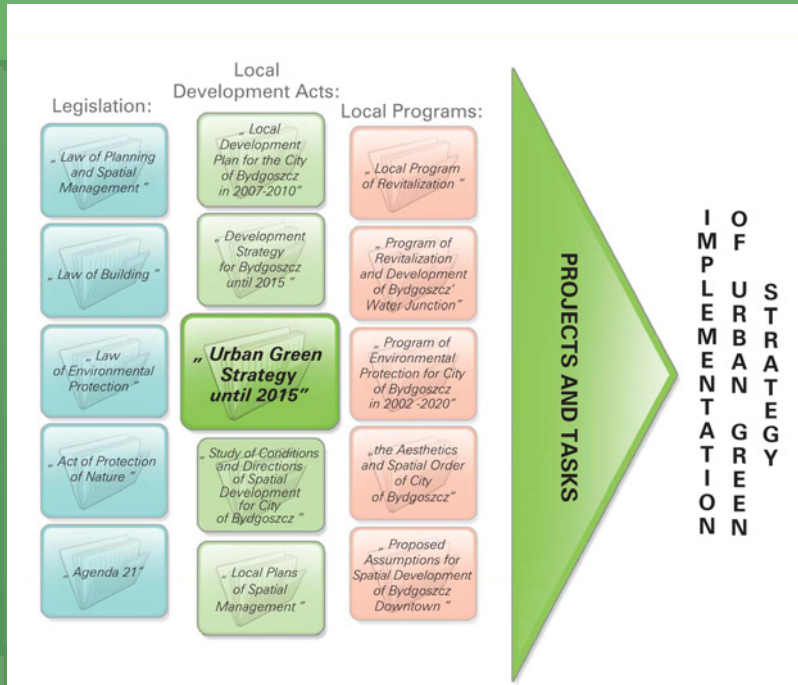 Legislation:
„ Law of Planning
and Spatial
Management ”
„ Law of Building ”
„ Law
of Environmental
Protection ”
„ Act of Protection
of Nature ”
„ Agenda 21”
Local
Development Acts:
„ Local
Development
Plan for the City
of Bydgoszcz
in 2007-2010”
„ Development
Strategy
for Bydgoszcz
until 2015 ”
„ Urban Green
Strategy
until 2015”
„ Study of Conditions
and Directions
of Spatial
Development
for City
of Bydgoszcz ”
„ Local Plans
of Spatial
Management ”
Local Programs:
„ Local Program
of Revitalization ”
„ Program of
Revitalization
and Development
of Bydgoszcz’
Water Junction”
„ Program of
Environmental
Protection for City
of Bydgoszcz
in 2002 -2020”
„the Aesthetics
and Spatial Order
of City
of Bydgoszcz”
„ Proposed
Assumptions for
Spatial Development
of Bydgoszcz
Downtown ”
PROJECTS AND TASKS
IMPLEMENTATION
OF URBAN GREEN
STRATEGY